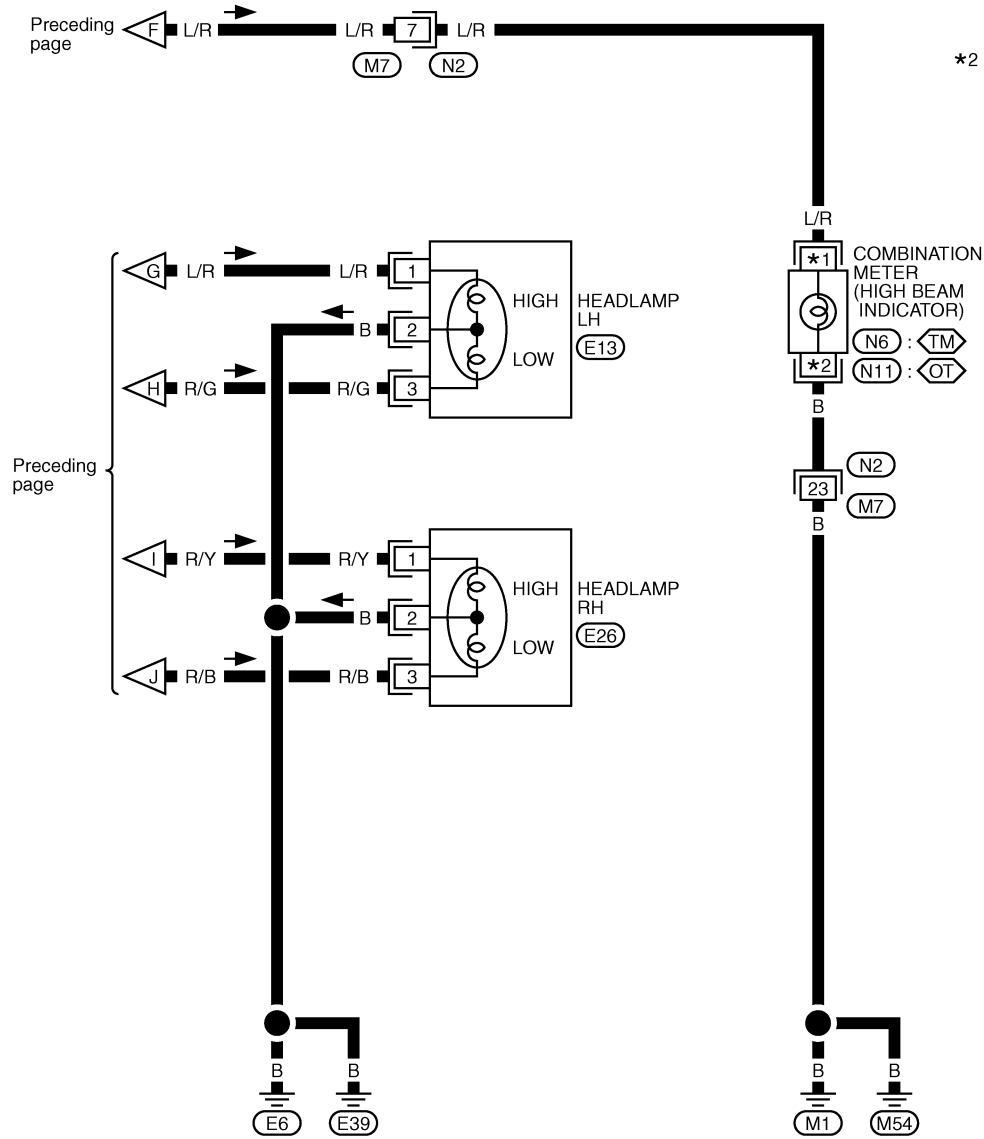 Preceding
page
F L/R L/R 7 L/R
M7 N2
*2
L/R
*1
COMBINATION
METER
(HIGH BEAM
INDICATOR)
N6 : TM
*2
N11 : OT
B
N2
23
M7
B
G L/R L/R 1
HIGH
HEADLAMP
LH
B 2
E13
LOW
H R/G R/G 3
Preceding
page
I R/Y R/Y 1
HIGH
HEADLAMP
RH
B 2
E26
LOW
J R/B R/B 3
B B B B
E6 E39 M1 M54